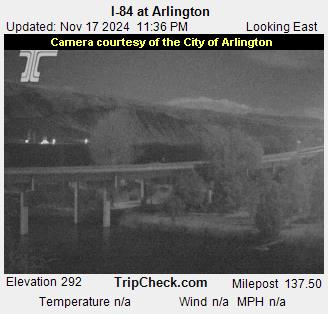 I-84 at Arlington
Updated: Nov 17 2024 11:36 PM Looking East
Camera courtesy of the City of Arlington
Elevation 292 TripCheck.com Milepost 137.50
Temperature n/a Wind n/a MPH n/a